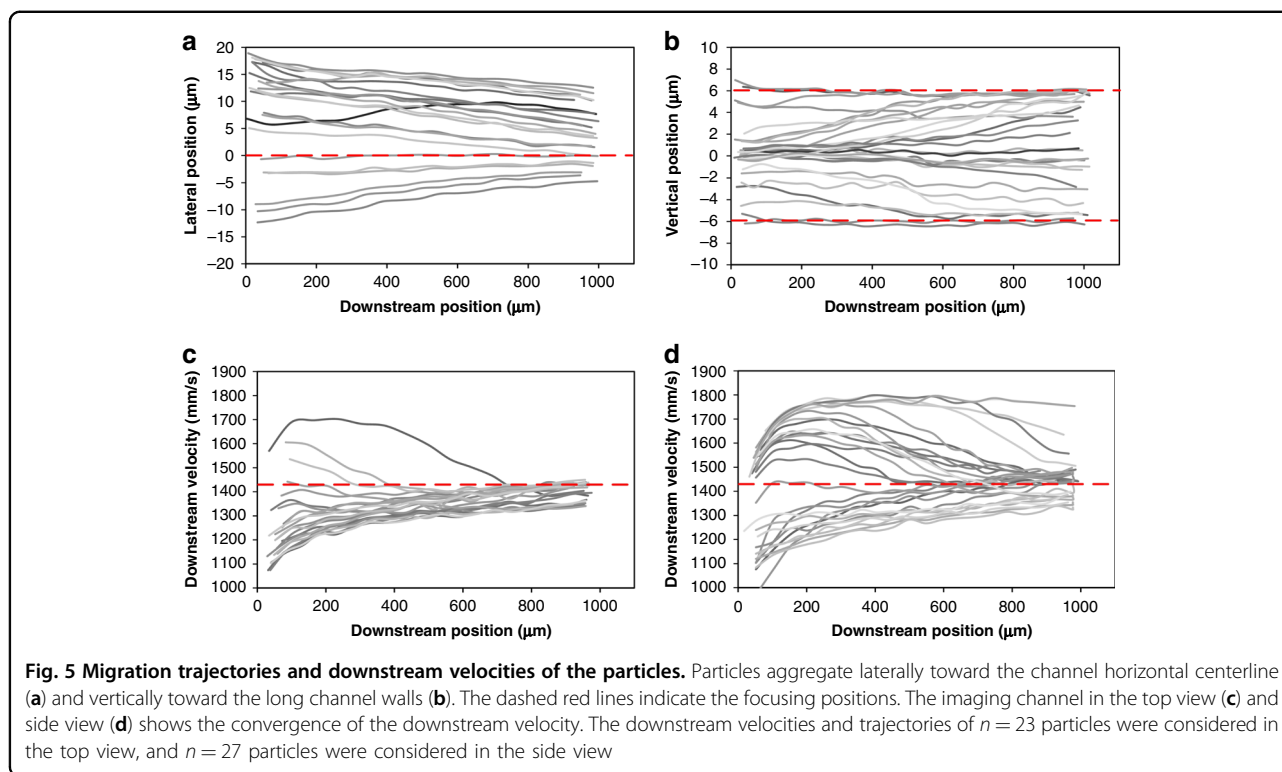 a
20
15
10
5
0
−5
−10
−15
−20
Lateral position (µm)
0 200 400 600 800 1000
Downstream position (µm)
b
10
8
6
4
2
0
−2
−4
−6
−8
−10
Vertical position (µm)
0 200 400 600 800 1000
Downstream position (µm)
c
1900
1800
1700
1600
1500
1400
1300
1200
1100
1000
Downstream velocity (mm/s)
0 200 400 600 800 1000
Downstream position (µm)
d
1900
1800
1700
1600
1500
1400
1300
1200
1100
1000
Downstream velocity (mm/s)
0 200 400 600 800 1000
Downstream position (µm)
Fig. 5 Migration trajectories and downstream velocities of the particles. Particles aggregate laterally toward the channel horizontal centerline
(a) and vertically toward the long channel walls (b). The dashed red lines indicate the focusing positions. The imaging channel in the top view (c) and
side view (d) shows the convergence of the downstream velocity. The downstream velocities and trajectories of n = 23 particles were considered in
the top view, and n = 27 particles were considered in the side view